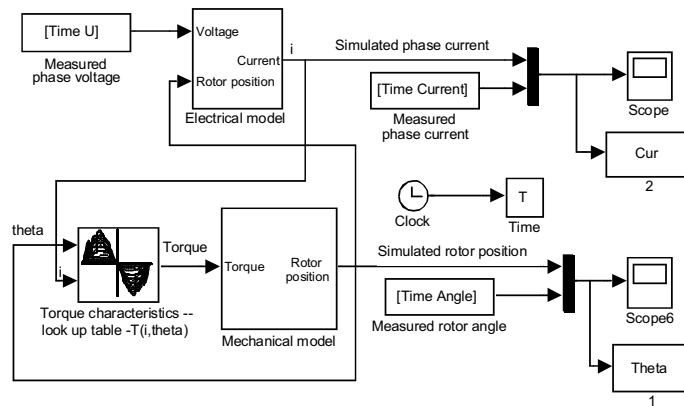 [Time U]
Measured
phase voltage
Voltage
Current
Rotor position
Electrical model
i
Simulated phase current
[Time Current]
Measured
phase current
Scope
Cur
2
Clock
T
Time
theta
i
Torque characteristics --
look up table -T(i,theta)
Torque
Torque
Rotor
position
Mechanical model
Simulated rotor position
[Time Angle]
Measured rotor angle
Scope6
Theta
1